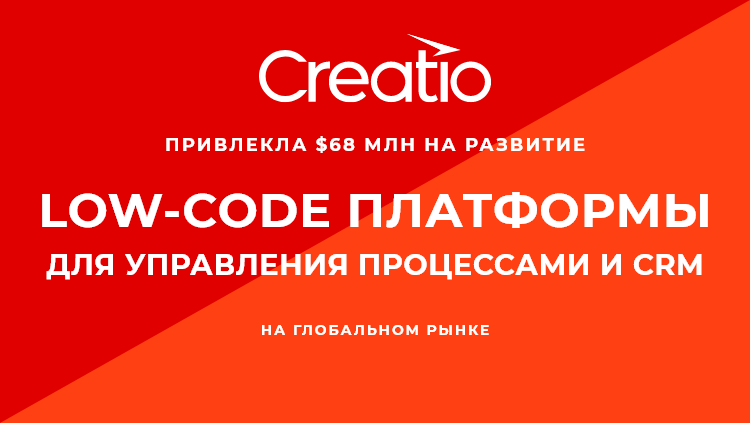 Creatio
ПРИВЛЕКЛА $68 МЛН НА РАЗВИТИЕ
LOW-CODE ПЛАТФОРМЫ
ДЛЯ УПРАВЛЕНИЯ ПРОЦЕССАМИ И CRM
НА ГЛОБАЛЬНОМ РЫНКЕ